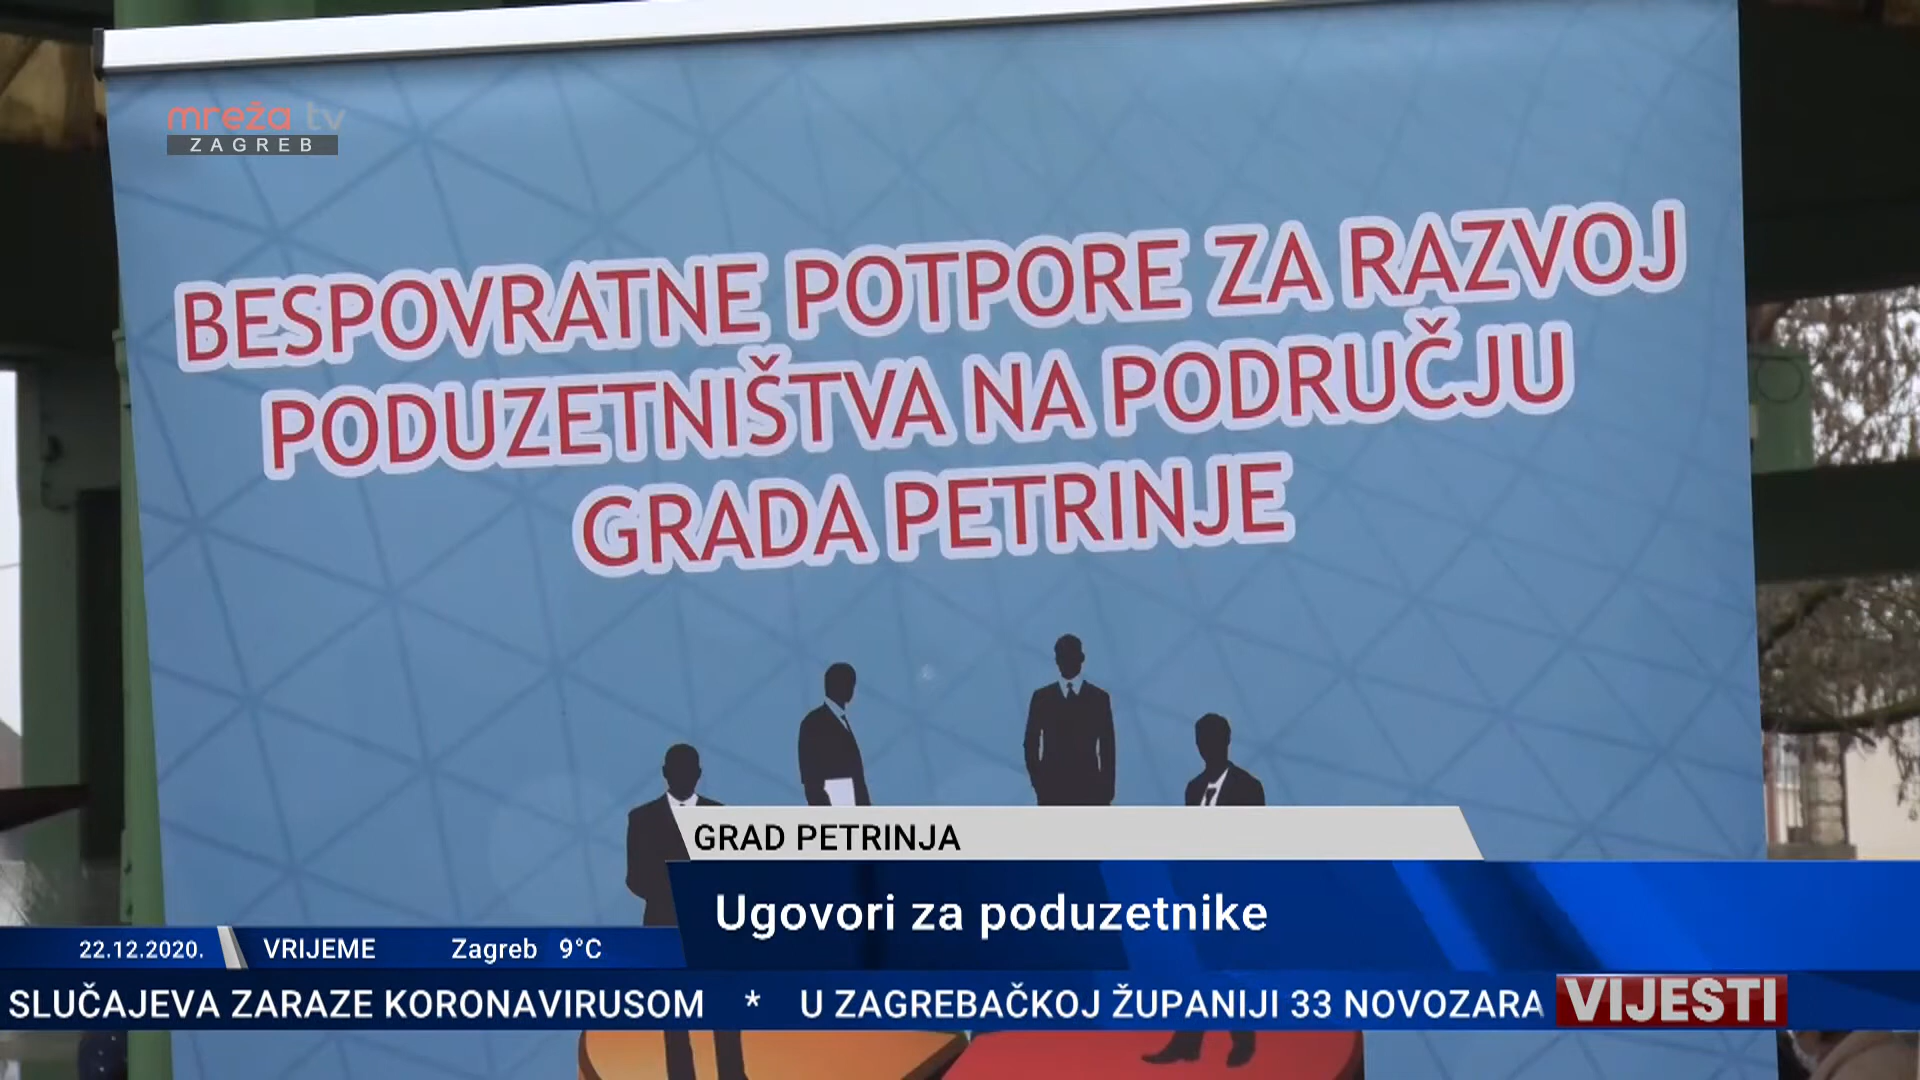 mreža tv
ZAGREB
BESPOVRATNE POTPORE ZA RAZVOJ
PODUZETNIŠTVA NA PODRUČJU
GRADA PETRINJE
GRAD PETRINJA
Ugovori za poduzetnike
22.12.2020. VRIJEME Zagreb 9°C
SLUČAJEVA ZARAZE KORONAVIRUSOM * U ZAGREBAČKOJ ŽUPANIJI 33 NOVOZARA
VIJESTI